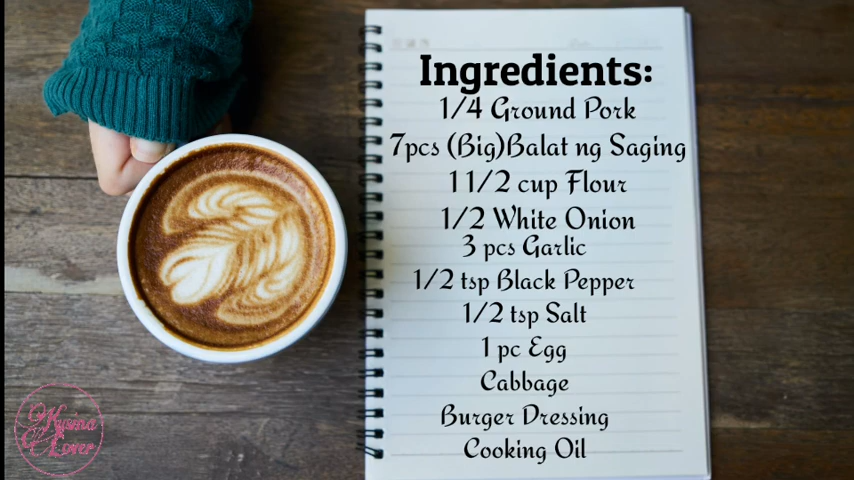 Ingredients:
1/4 Ground Pork
7pcs (Big)Balat ng Saging
1 1/2 cup Flour
1/2 White Onion
3 pcs Garlic
1/2 tsp Black Pepper
1/2 tsp Salt
1 pc Egg
Cabbage
Burger Dressing
Cooking Oil
Kusina
Lover